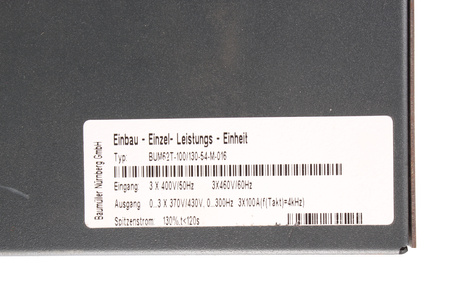 Baumüller Nürnberg GmbH
Einbau - Einzel- Leistungs - Einheit
Typ: BUM62T-100/130-54-M-016
Eingang: 3 X 400V/50Hz 3X460V/60Hz
Ausgang 0..3 X 370V/430V, 0..300Hz 3X100A(f(Takt)=4kHz)
Spitzenstrom: 130%,t<120s